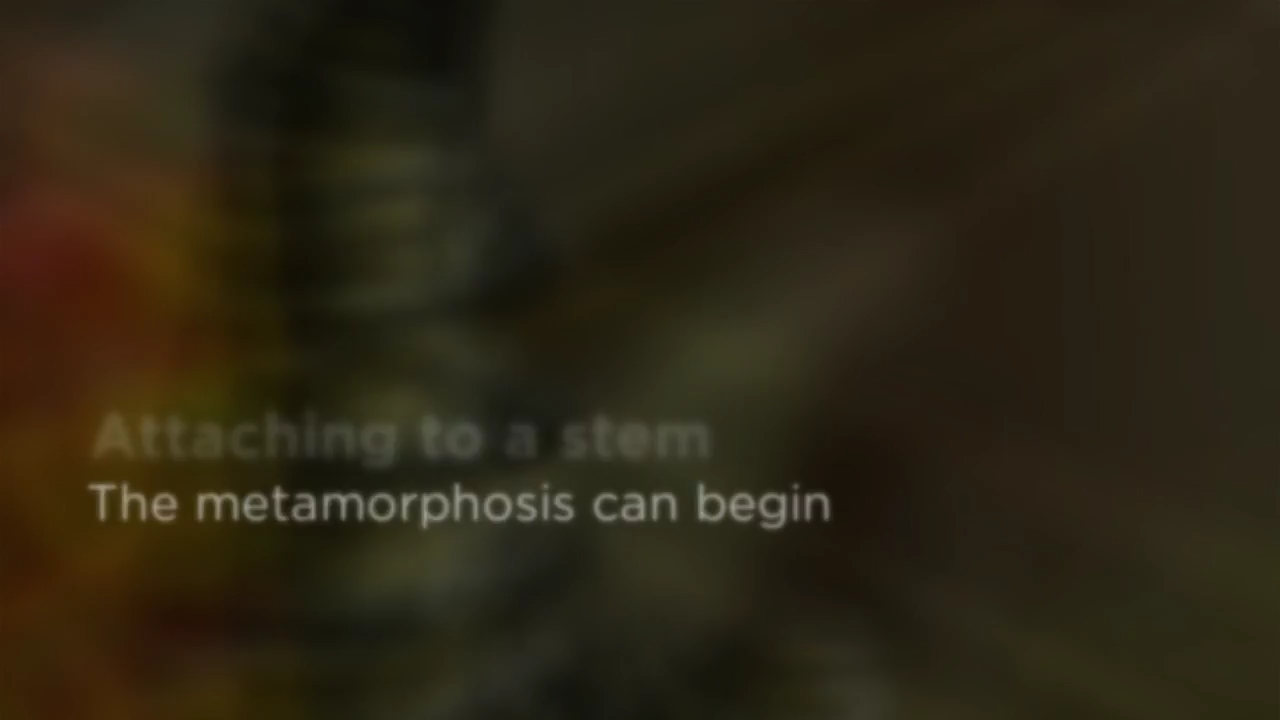 Attaching to a stem
The metamorphosis can begin